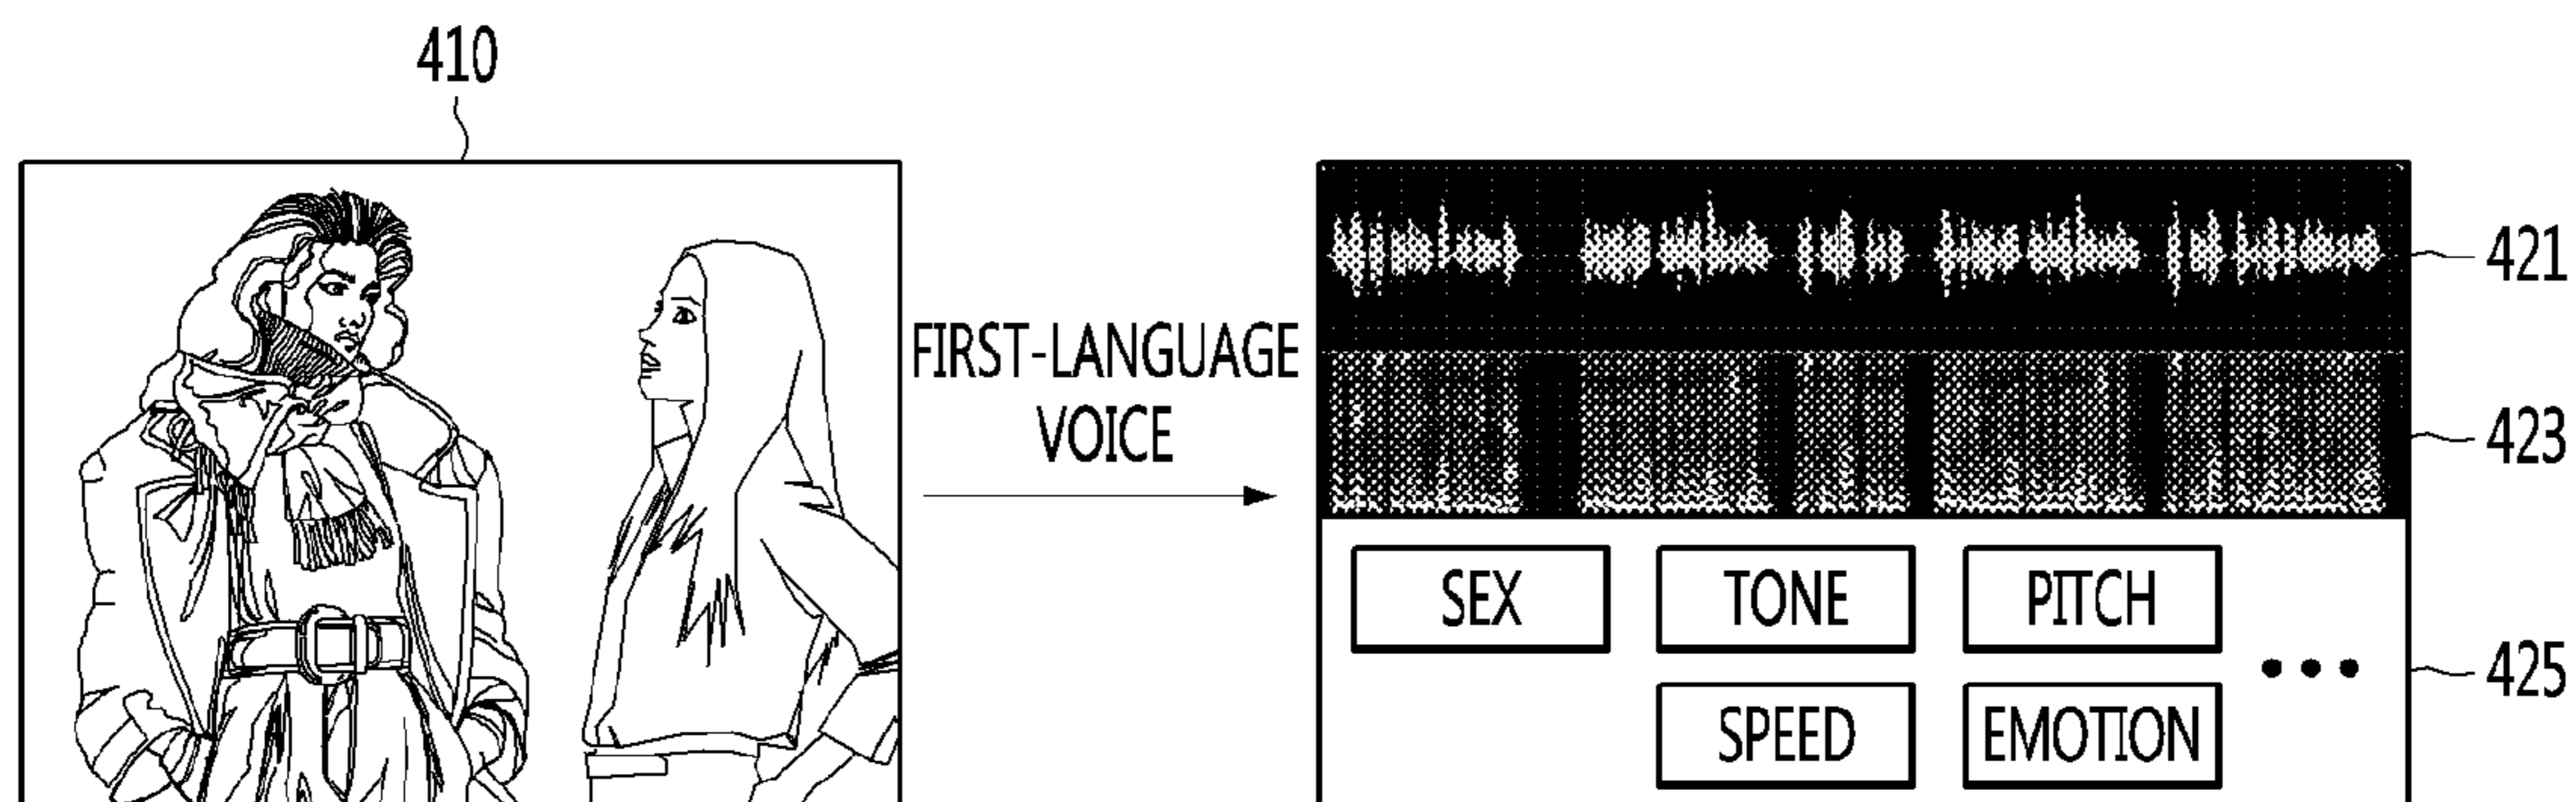 410
FIRST-LANGUAGE
VOICE
421
423
SEX TONE PITCH
425
SPEED EMOTION